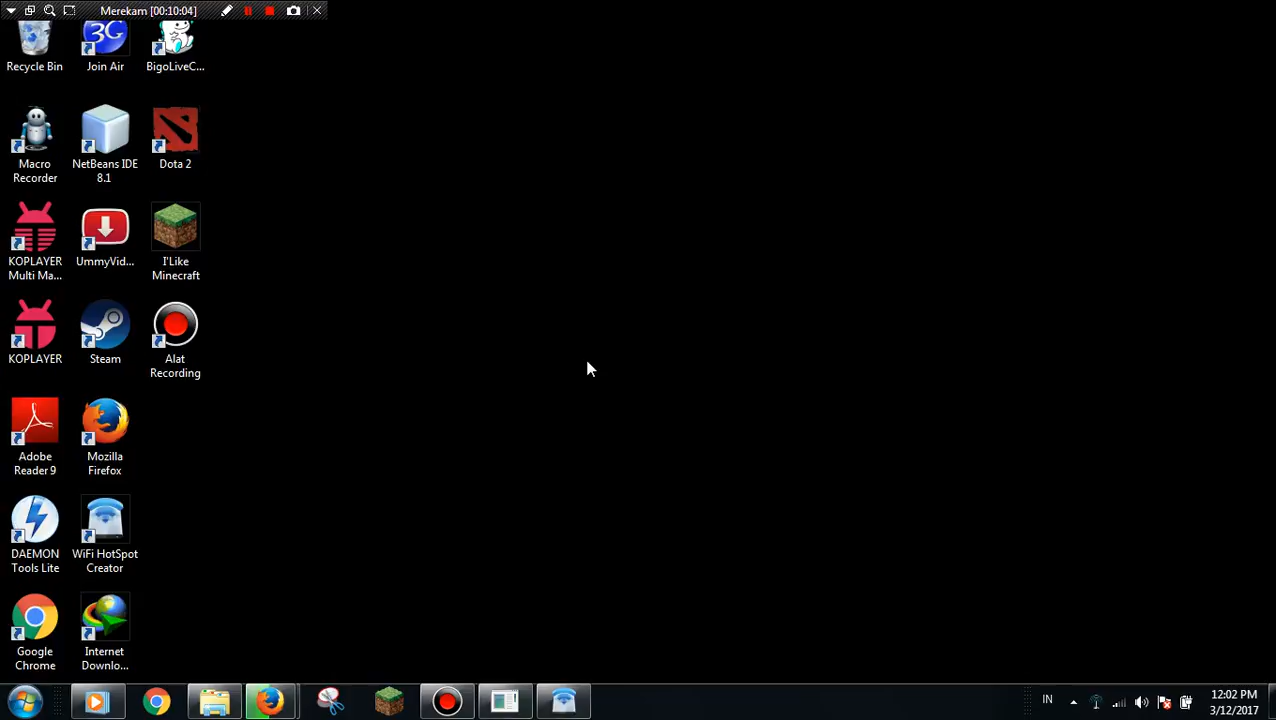 Merekam [00:10:04]
Recycle Bin
Join Air
BigoLiveC...
Macro
Recorder
NetBeans IDE
8.1
Dota 2
KOPLAYER
Multi Ma...
UmmyVid...
I'Like
Minecraft
KOPLAYER
Steam
Alat
Recording
Adobe
Reader 9
Mozilla
Firefox
DAEMON
Tools Lite
WiFi HotSpot
Creator
Google
Chrome
Internet
Downlo...
3G
IN
12:02 PM
3/12/2017